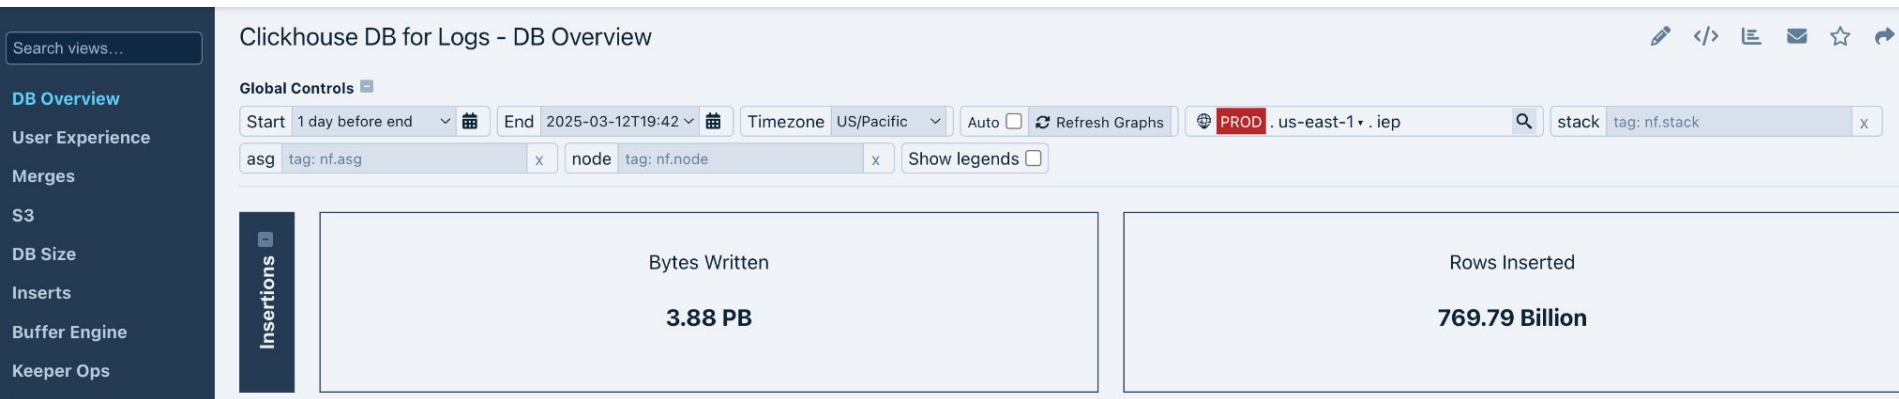 Search views...
DB Overview
User Experience
Merges
S3
DB Size
Inserts
Buffer Engine
Keeper Ops
Clickhouse DB for Logs - DB Overview
Global Controls
Start 1 day before end End 2025-03-12T19:42 Timezone US/Pacific Auto Refresh Graphs PROD . us-east-1 . iep stack tag: nf.stack x
asg tag: nf.asg x node tag: nf.node x Show legends
Insertions
Bytes Written
3.88 PB
Rows Inserted
769.79 Billion